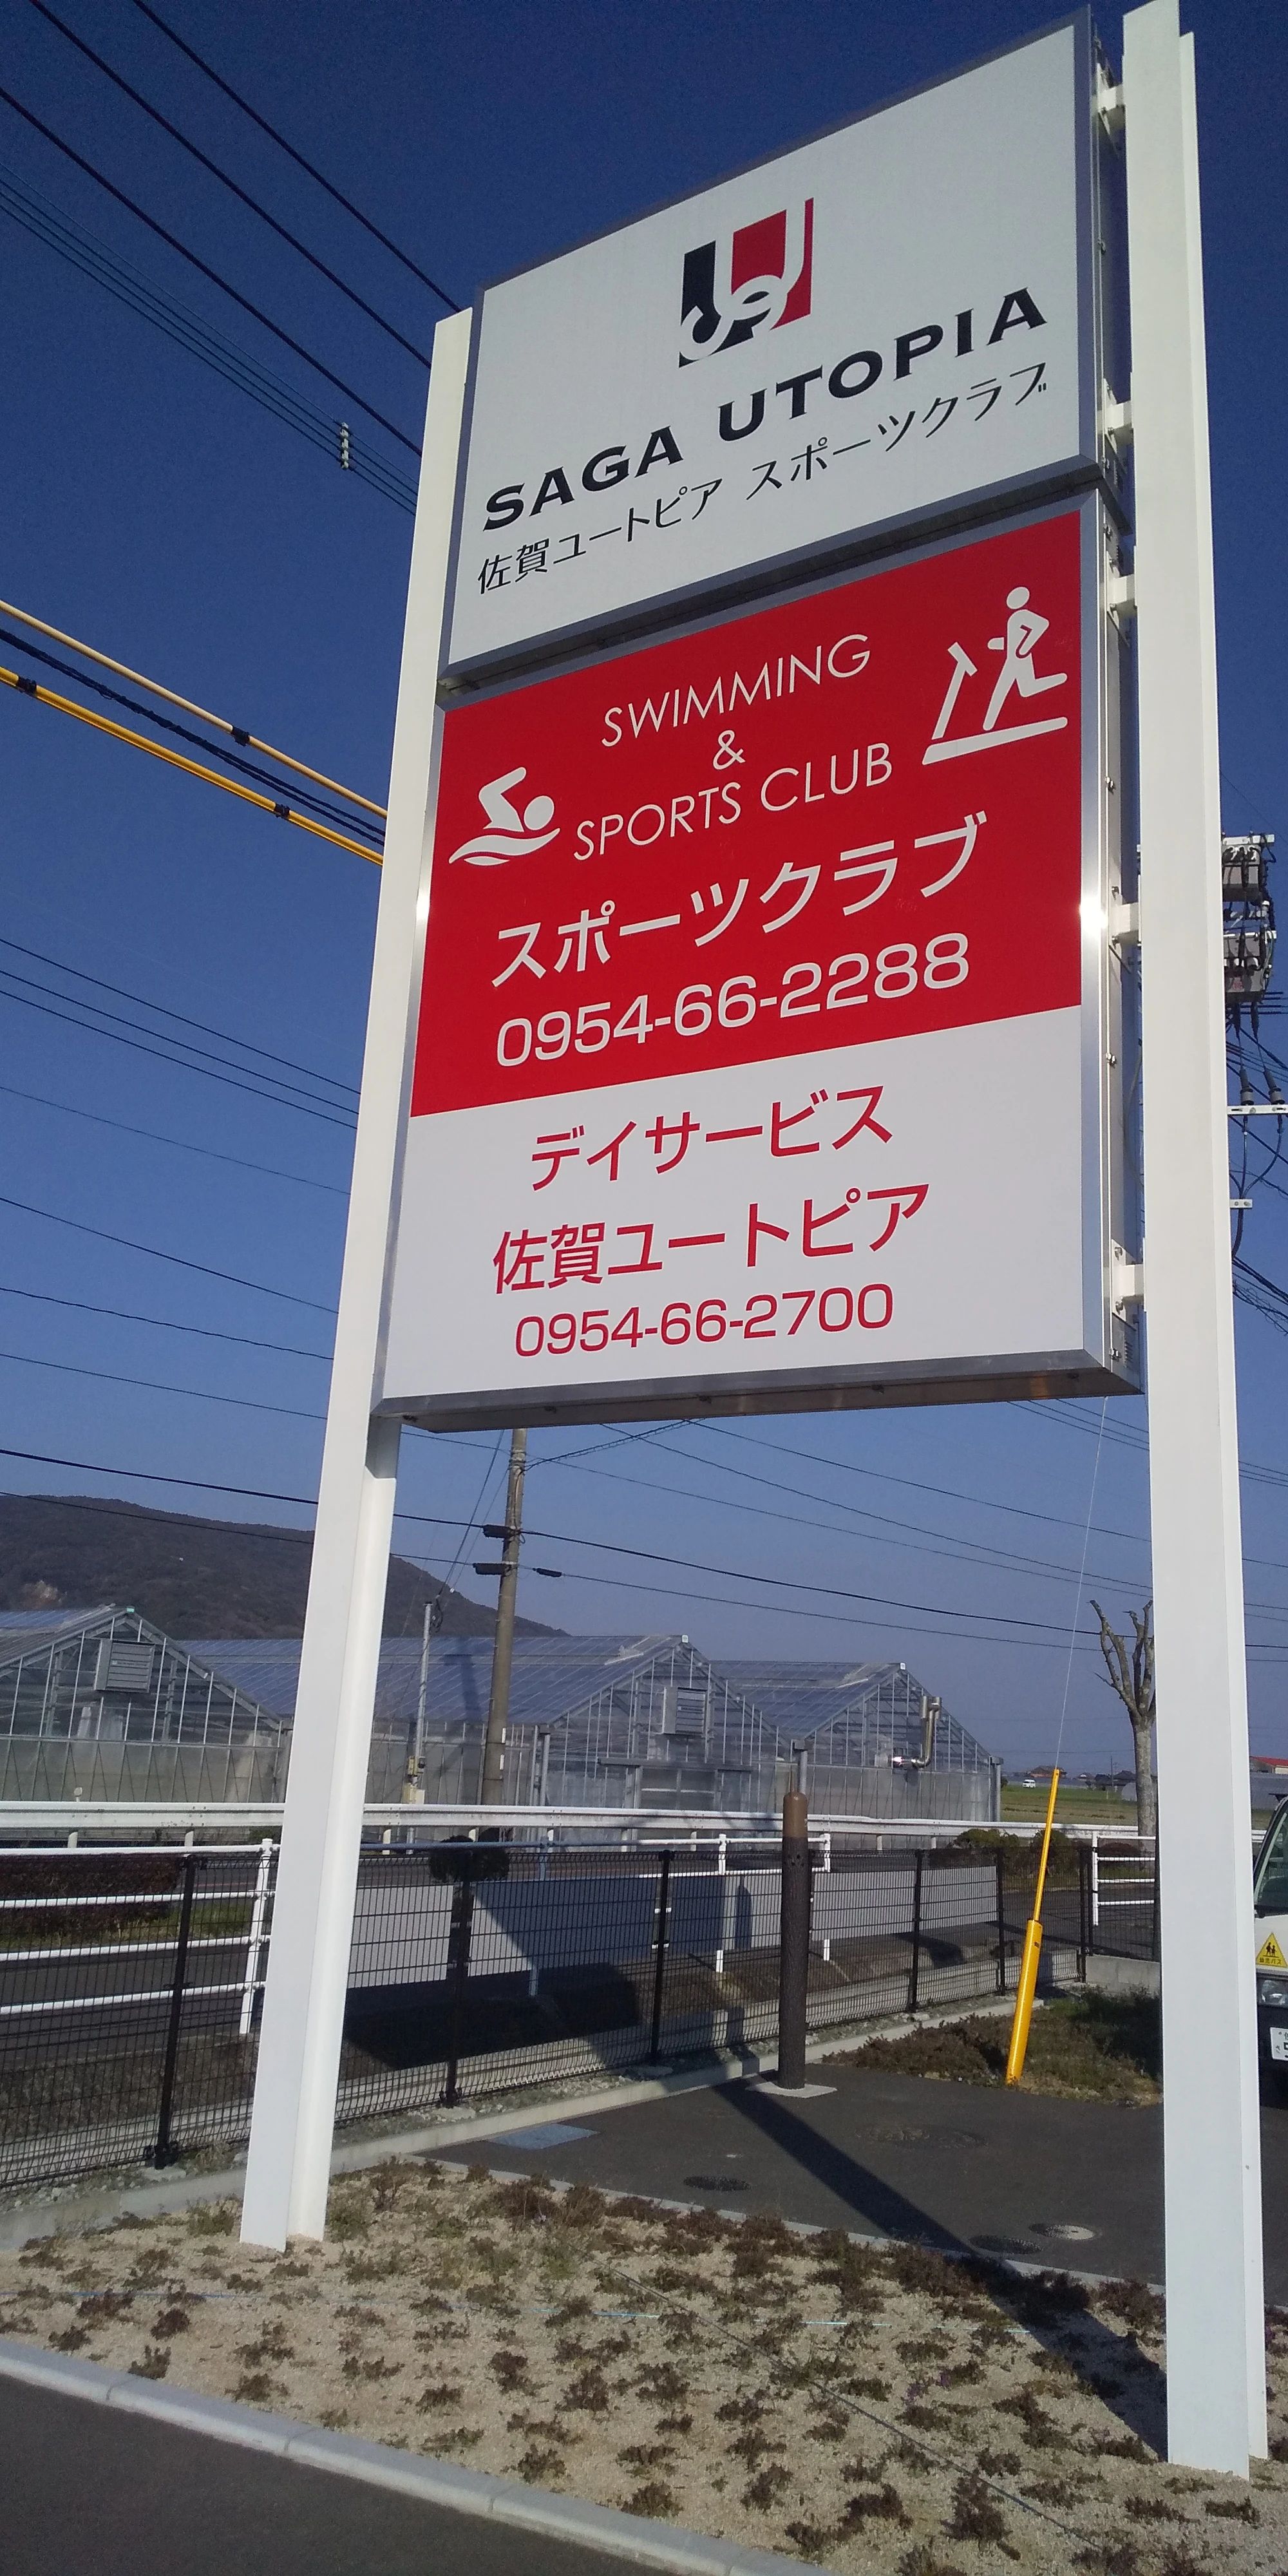 SAGA UTOPIA
佐賀ユートピア スポーツクラブ
SWIMMING
&
SPORTS CLUB
スポーツクラブ
0954-66-2288
デイサービス
佐賀ユートピア
0954-66-2700